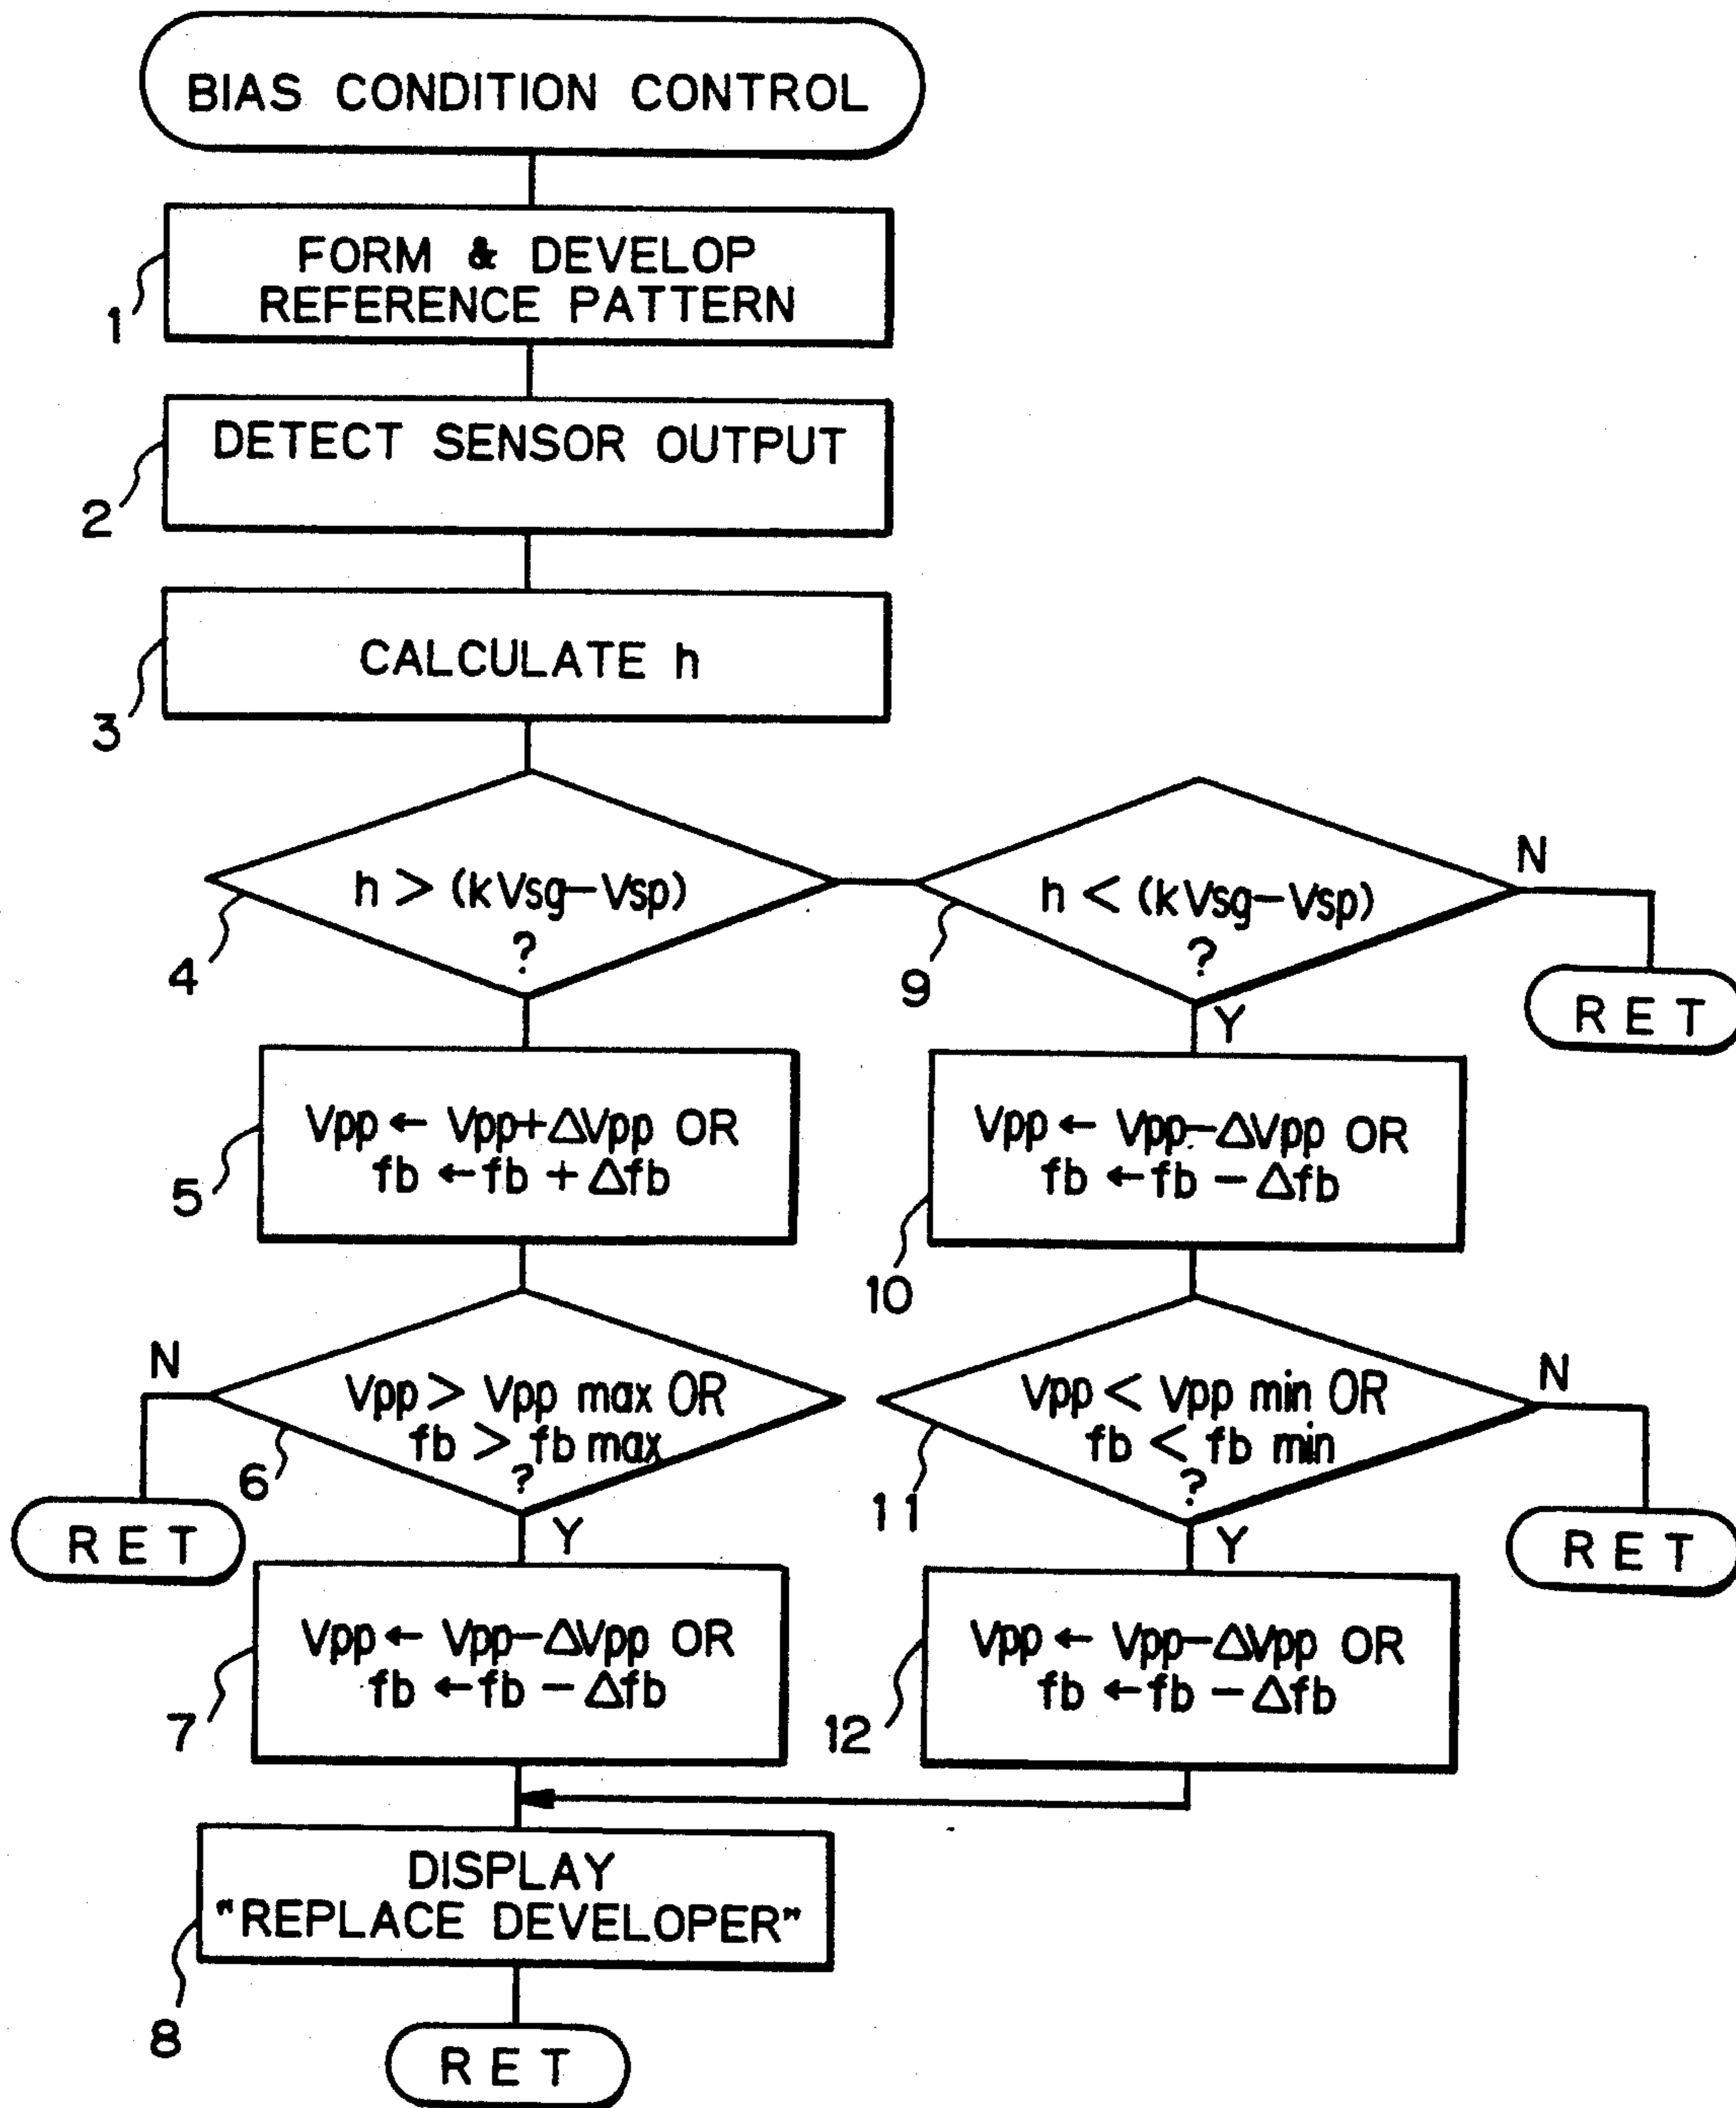 BIAS CONDITION CONTROL
FORM & DEVELOP
REFERENCE PATTERN
1
DETECT SENSOR OUTPUT
2
CALCULATE h
3
h > (kVsg-Vsp)
?
4
h < (kVsg-Vsp)
?
9
N
RET
Y
Vpp ← Vpp+ΔVpp OR
fb ← fb + Δfb
5
Vpp ← Vpp-ΔVpp OR
fb ← fb - Δfb
10
N
Vpp > Vpp max OR
fb > fb max
?
6
RET
Y
Vpp < Vpp min OR
fb < fb min
?
11
N
RET
Y
Vpp ← Vpp-ΔVpp OR
fb ← fb - Δfb
7
Vpp ← Vpp-ΔVpp OR
fb ← fb - Δfb
12
DISPLAY
"REPLACE DEVELOPER"
8
RET